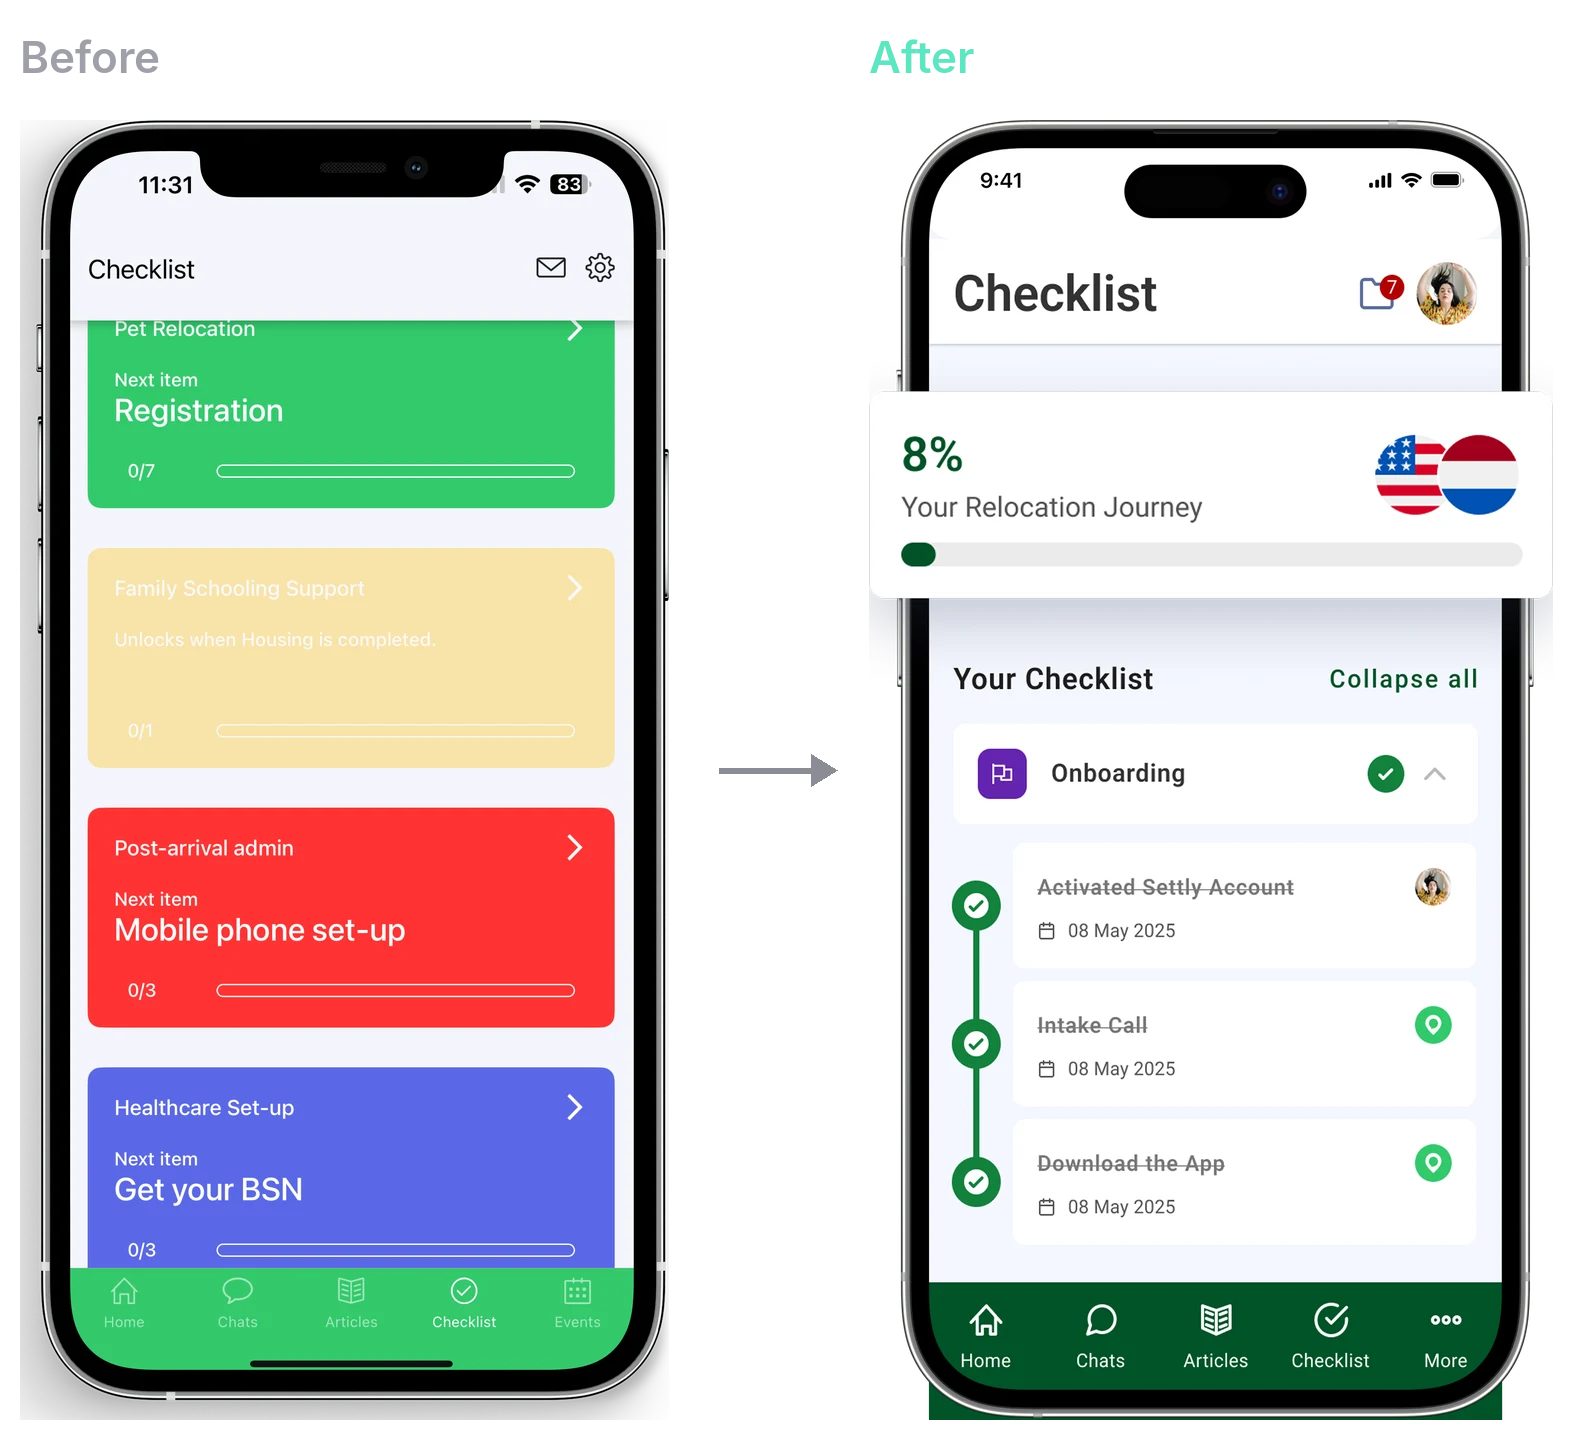 Before
After
11:31
83
Checklist
Pet Relocation
Next item
Registration
0/7
Family Schooling Support
Unlocks when Housing is completed.
0/1
Post-arrival admin
Next item
Mobile phone set-up
0/3
Healthcare Set-up
Next item
Get your BSN
0/3
Home
Chats
Articles
Checklist
Events
9:41
Checklist
7
8%
Your Relocation Journey
Your Checklist
Collapse all
Onboarding
Activated Settly Account
08 May 2025
Intake Call
08 May 2025
Download the App
08 May 2025
Home
Chats
Articles
Checklist
More